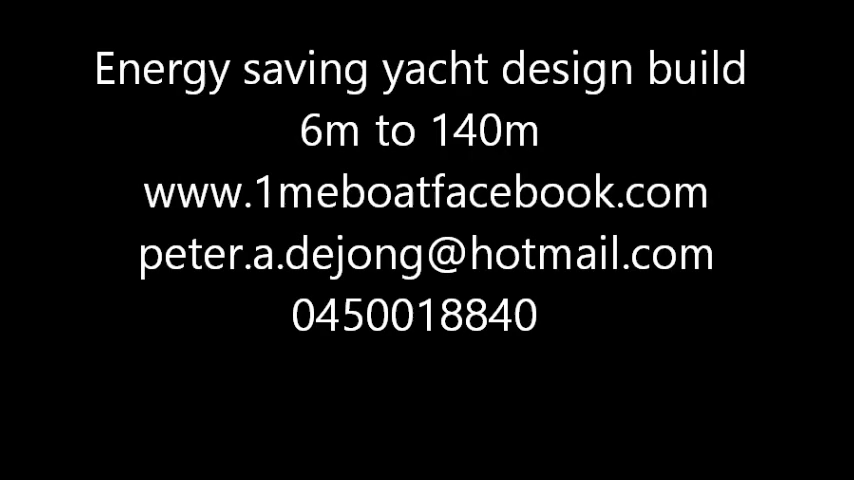 Energy saving yacht design build
6m to 140m
www.1meboatfacebook.com
peter.a.dejong@hotmail.com
0450018840